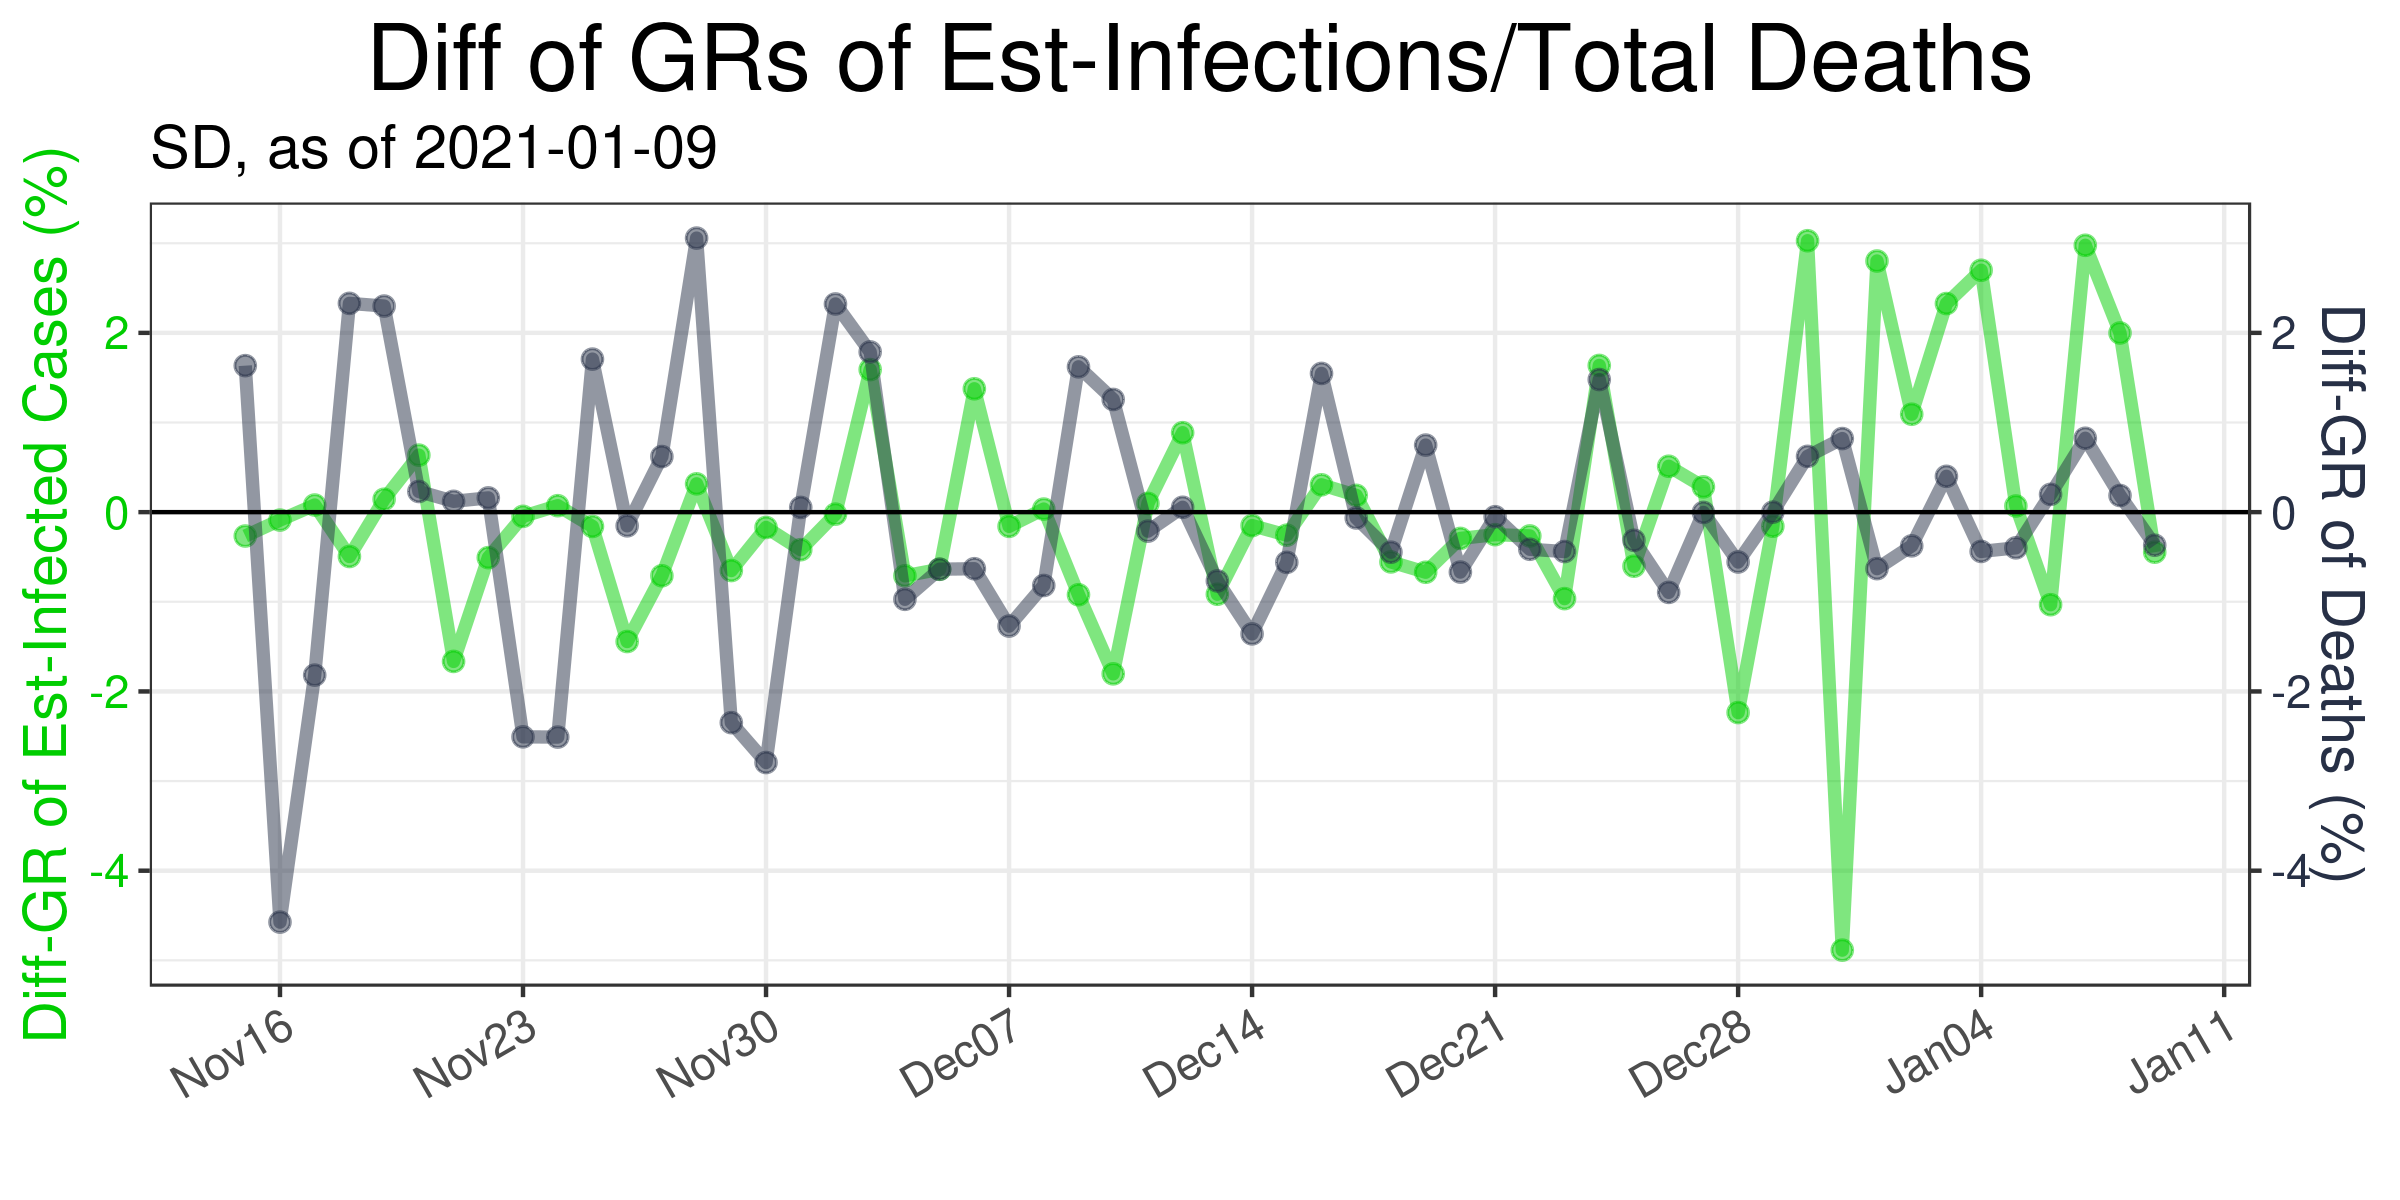 Diff of GRs of Est-Infections/Total Deaths
SD, as of 2021-01-09
Diff-GR of Est-Infected Cases (%)
2
0
-2
-4
2
0
-2
-4
Diff-GR of Deaths (%)
Nov16
Nov23
Nov30
Dec07
Dec14
Dec21
Dec28
Jan04
Jan11